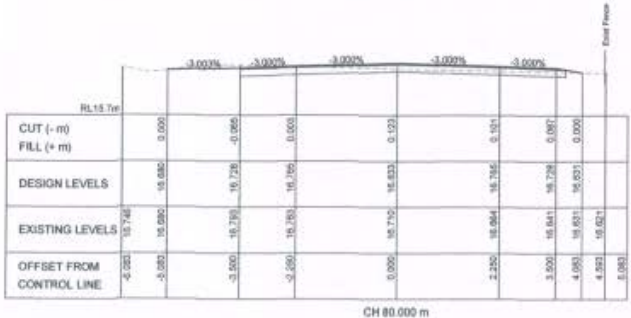 Exist Fence
-3.003% -3.000% -3.000% -3.000% -3.000%
RL15.7m
CUT (- m)
FILL (+ m)
0.000 -0.065 0.003 0.123 0.101 0.087 0.000
DESIGN LEVELS 16.680 16.728 16.765 16.833 16.765 16.728 16.631
EXISTING LEVELS 16.746 16.680 16.793 16.763 16.710 16.664 16.641 16.631 16.621
OFFSET FROM
CONTROL LINE
-6.083 -5.083 -3.500 -2.250 0.000 2.250 3.500 4.083 4.593 5.083
CH 80.000 m